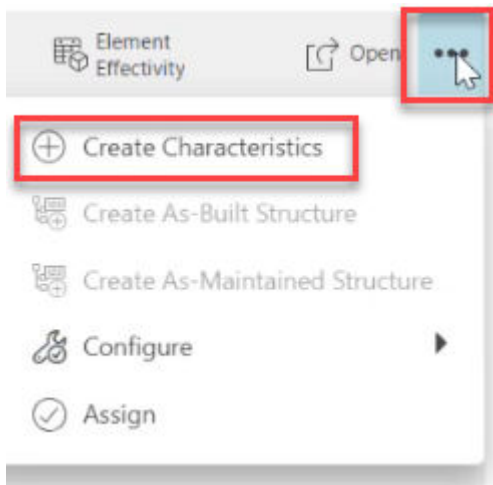 Element
Effectivity
Open
Create Characteristics
Create As-Built Structure
Create As-Maintained Structure
Configure
Assign